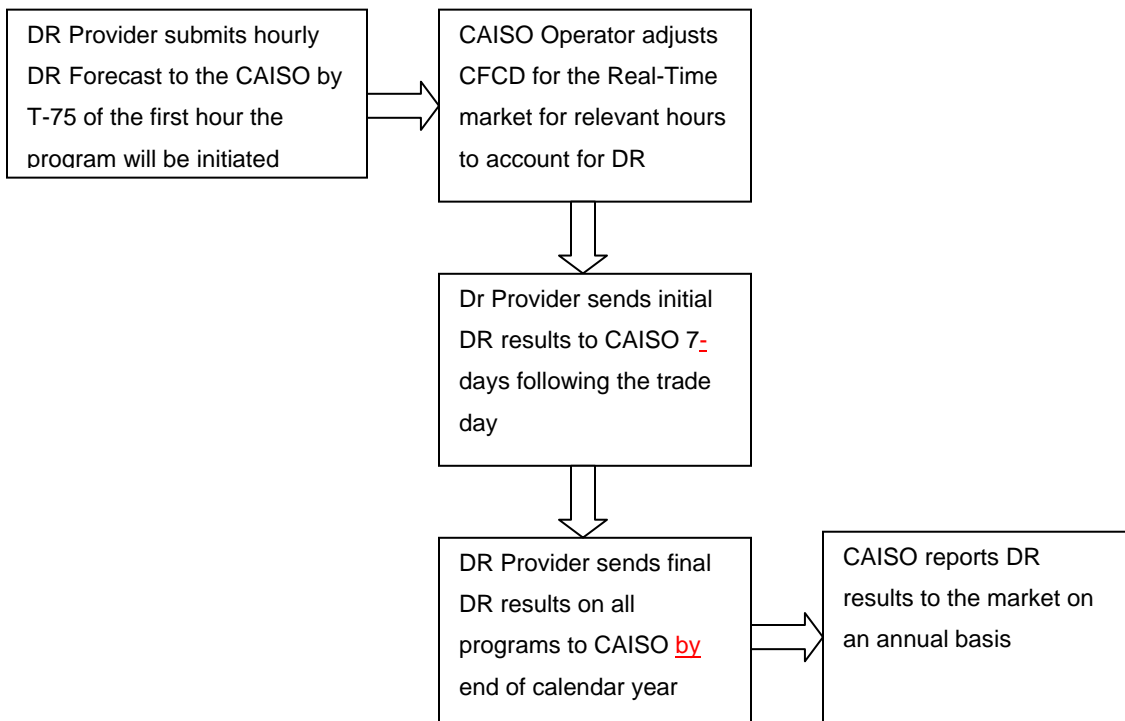 DR Provider submits hourly
DR Forecast to the CAISO by
T-75 of the first hour the
program will be initiated
CAISO Operator adjusts
CFCD for the Real-Time
market for relevant hours
to account for DR
Dr Provider sends initial
DR results to CAISO 7-
days following the trade
day
DR Provider sends final
DR results on all
programs to CAISO by
end of calendar year
CAISO reports DR
results to the market on
an annual basis